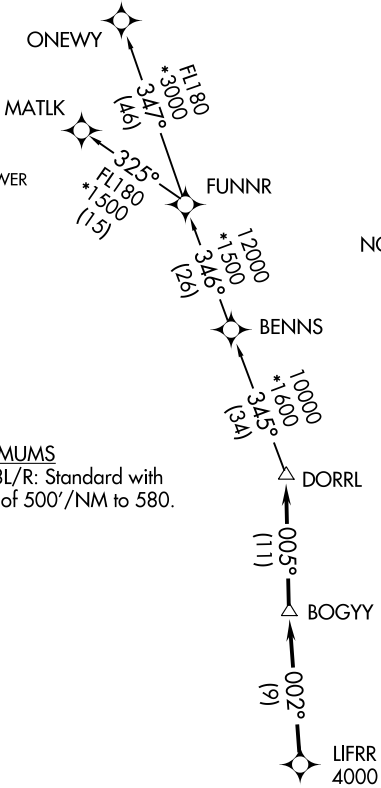 ONEWY
FL180
*3000
347°
(46)
MATLK
325°
FL180
*1500
(15)
WER
FUNNR
12000
*1500
346°
(26)
NO
BENNS
10000
*1600
345°
(34)
MUMS
BL/R: Standard with
of 500'/NM to 580.
DORRL
005°
(11)
BOGYY
002°
(9)
LIFRR
4000